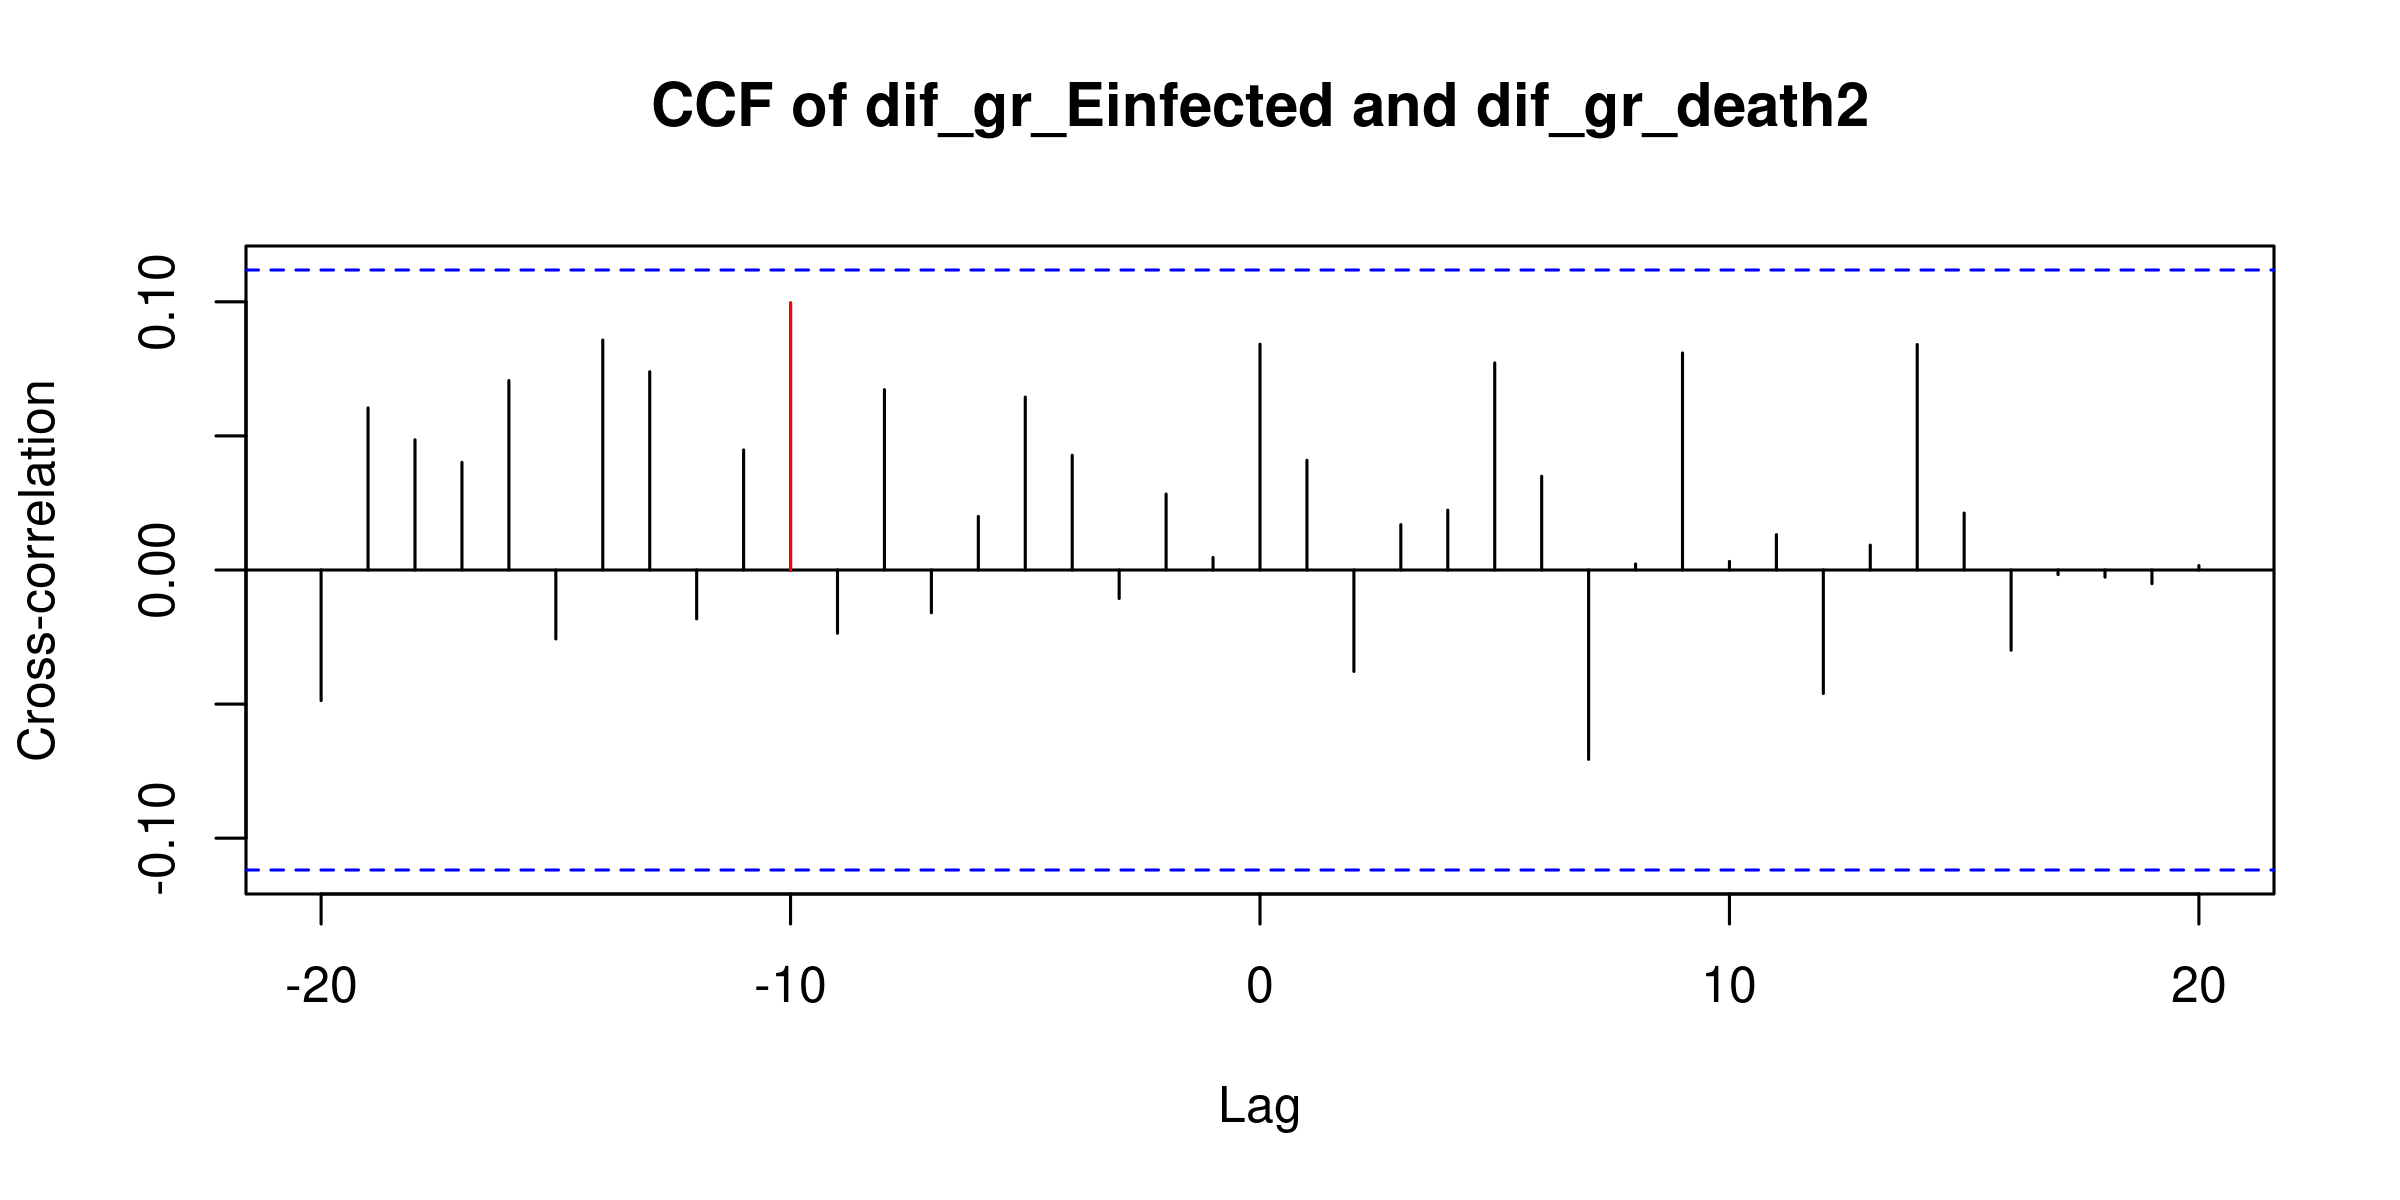 CCF of dif_gr_Einfected and dif_gr_death2
Cross-correlation
0.10
0.00
-0.10
-20 -10 0 10 20
Lag